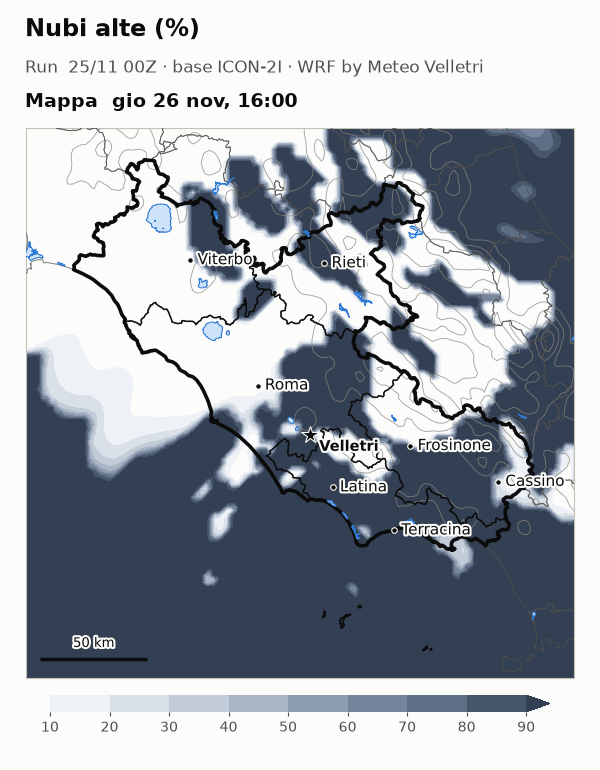 Nubi alte (%)
Run  25/11 00Z · base ICON-2I · WRF by Meteo Velletri
Mappa  gio 26 nov, 16:00
Viterbo
Rieti
Roma
Velletri
Frosinone
Cassino
Latina
Terracina
50 km
10 20 30 40 50 60 70 80 90